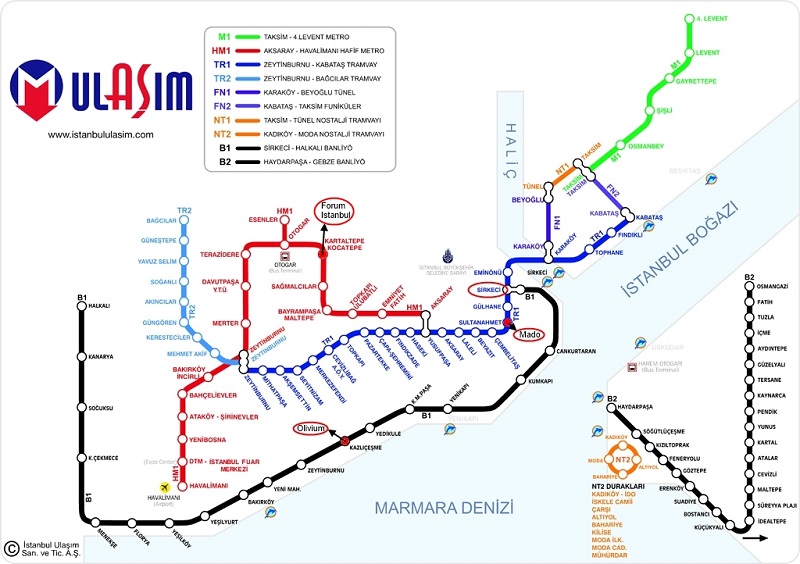 M ULAŞIM
www.istanbululasim.com
M1 TAKSİM - 4.LEVENT METRO
HM1 AKSARAY - HAVALİMANI HAFİF METRO
TR1 ZEYTİNBURNU - KABATAŞ TRAMVAY
TR2 ZEYTİNBURNU - BAĞCILAR TRAMVAY
FN1 KARAKÖY - BEYOĞLU TÜNEL
FN2 KABATAŞ - TAKSİM FUNİKÜLER
NT1 TAKSİM - TÜNEL NOSTALJİ TRAMVAYI
NT2 KADIKÖY - MODA NOSTALJİ TRAMVAYI
B1 SİRKECİ - HALKALI BANLİYÖ
B2 HAYDARPAŞA - GEBZE BANLİYÖ
4. LEVENT
LEVENT
M1
GAYRETTEPE
ŞİŞLİ
OSMANBEY
M1
TAKSİM
TAKSİM
TAKSİM
NT1
TÜNEL
BEYOĞLU
FN1
FN2
KABATAŞ
KABATAŞ
FINDIKLI
TR1
TOPHANE
KARAKÖY
KARAKÖY
HALİÇ
BEŞİKTAŞ
İSTANBUL BOĞAZI
ÜSKÜDAR
HAREM OTOGARI
(Bus Terminal)
TR2
BAĞCILAR
GÜNEŞTEPE
YAVUZ SELİM
SOĞANLI
AKINCILAR
TR2
GÜNGÖREN
KERESTECİLER
MEHMET AKİF
ZEYTİNBURNU
ZEYTİNBURNU
ZEYTİNBURNU
HM1
ESENLER
OTOGAR
OTOGAR
(Bus Terminal)
Forum
Istanbul
KARTALTEPE
KOCATEPE
SAĞMALCILAR
BAYRAMPAŞA
MALTEPE
TOPKAPI
ULUBATLI
EMNİYET
FATİH
HM1
AKSARAY
TERAZİDERE
DAVUTPAŞA
Y.T.Ü.
MERTER
BAKIRKÖY
İNCİRLİ
BAHÇELİEVLER
ATAKÖY - ŞİRİNEVLER
YENİBOSNA
(Expo Center)
DTM - İSTANBUL FUAR
MERKEZİ
HM1
HAVALİMANI
HAVALİMANI
(Airport)
MİTHATPAŞA
AKŞEMSETTİN
SEYİTNİZAM
MERKEZEFENDİ
CEVİZLİBAĞ
A.Ö.Y.
TR1
TOPKAPI
PAZARTEKKE
ÇAPA-ŞEHREMİNİ
FINDIKZADE
HASEKİ
YUSUFPAŞA
AKSARAY
LALELİ
BEYAZIT
ÇEMBERLİTAŞ
SULTANAHMET
TR1
GÜLHANE
SİRKECİ
EMİNÖNÜ
SİRKECİ
Mado
İSTANBUL BÜYÜKŞEHİR
BELEDİYE SARAYI
B1
CANKURTARAN
KUMKAPI
YENİKAPI
YENİKAPI
B1
K.M.PAŞA
YEDİKULE
Olivium
KAZLIÇEŞME
ZEYTİNBURNU
YENİ MAH.
BAKIRKÖY
YEŞİLYURT
YEŞİLKÖY
FLORYA
MENEKŞE
B1
K.ÇEKMECE
SOĞUKSU
KANARYA
HALKALI
B1
MARMARA DENİZİ
B2
HAYDARPAŞA
SÖĞÜTLÜÇEŞME
KIZILTOPRAK
FENERYOLU
GÖZTEPE
ERENKÖY
SUADİYE
BOSTANCI
KÜÇÜKYALI
İDEALTEPE
SÜREYYA PLAJI
MALTEPE
CEVİZLİ
ATALAR
KARTAL
YUNUS
PENDİK
KAYNARCA
TERSANE
GÜZELYALI
AYDINTEPE
İÇME
TUZLA
FATİH
OSMANGAZI
B2
KADIKÖY
MODA
NT2
ALTIYOL
BAHARİYE
NT2 DURAKLARI
KADIKÖY - İDO
İSKELE CAMİİ
ÇARŞI
ALTIYOL
BAHARİYE
KİLİSE
MODA İLK.
MODA CAD.
MÜHÜRDAR
© İstanbul Ulaşım
San. ve Tic. A.Ş.